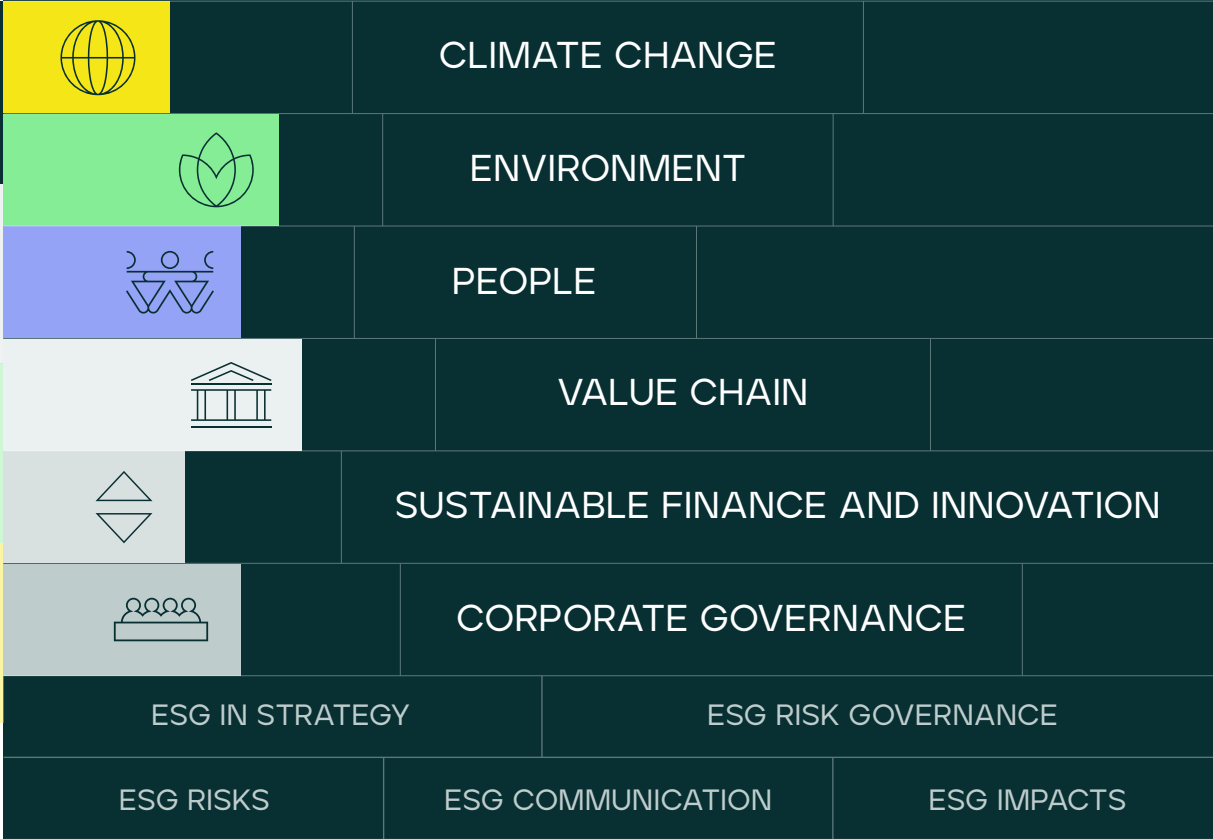 CLIMATE CHANGE
ENVIRONMENT
PEOPLE
VALUE CHAIN
SUSTAINABLE FINANCE AND INNOVATION
CORPORATE GOVERNANCE
ESG IN STRATEGY
ESG RISK GOVERNANCE
ESG RISKS
ESG COMMUNICATION
ESG IMPACTS